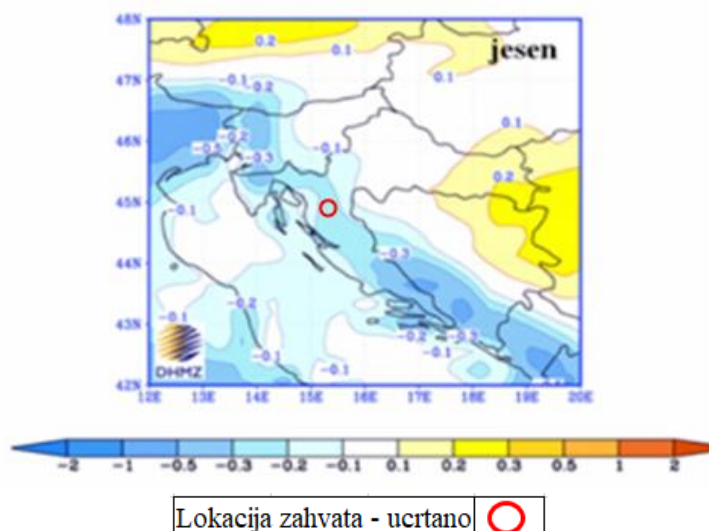 48N
0.2
0.1
jesen
47N
-0.1
-0.2
0.1
46N
-0.2
-0.5
-0.3
-0.1
0.1
0.2
45N
-0.1
-0.3
44N
-0.2
-0.1
43N
-0.2
-0.3
-0.1
-0.1
-0.1
DHMZ
42N
12E 13E 14E 15E 16E 17E 18E 19E 20E
-2 -1 -0.5 -0.3 -0.2 -0.1 0.1 0.2 0.3 0.5 1 2
Lokacija zahvata - ucrtano